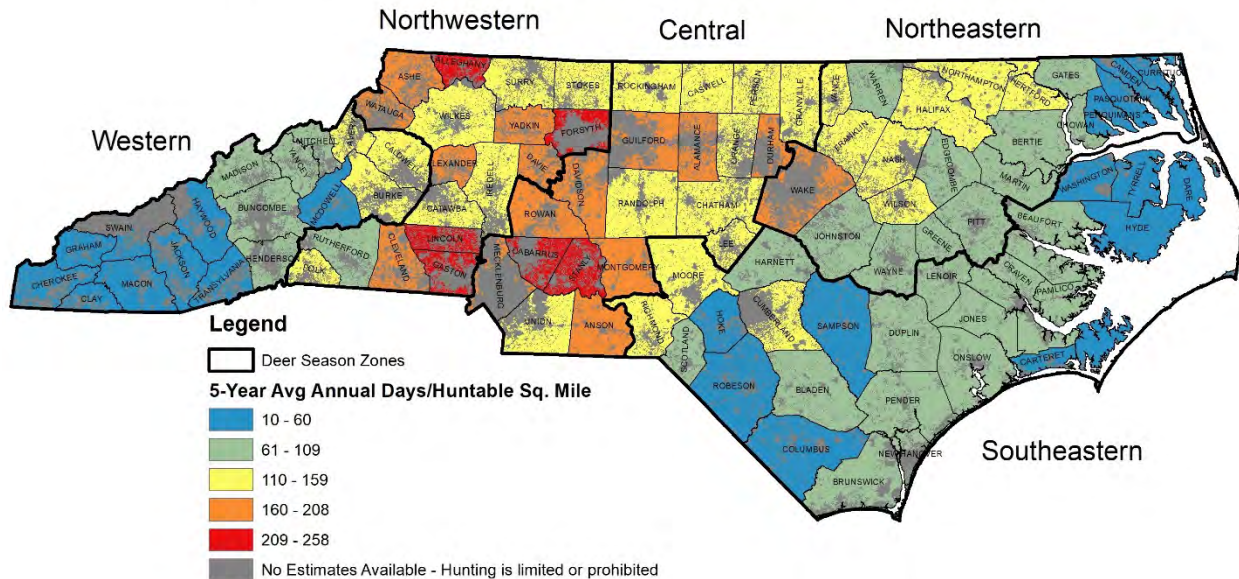 Northwestern
Central
Northeastern
Western
Southeastern
ASHE
ALLEGHANY
SURRY
STOKES
ROCKINGHAM
CASWELL
PERSON
GRANVILLE
VANCE
WARREN
NORTHAMPTON
HERTFORD
GATES
CAMDEN
CURRITUCK
PASQUOTANK
PERQUIMANS
CHOWAN
WATAUGA
WILKES
YADKIN
FORSYTH
GUILFORD
ALAMANCE
ORANGE
DURHAM
FRANKLIN
HALIFAX
NASH
EDGECOMBE
BERTIE
MARTIN
WASHINGTON
TYRRELL
DARE
HYDE
MITCHELL
AVERY
YANCEY
MADISON
CALDWELL
ALEXANDER
DAVIE
IREDELL
DAVIDSON
RANDOLPH
CHATHAM
WAKE
WILSON
PITT
BEAUFORT
BUNCOMBE
MCDOWELL
BURKE
CATAWBA
ROWAN
LEE
JOHNSTON
GREENE
WAYNE
SWAIN
HAYWOOD
GRAHAM
JACKSON
CHEROKEE
MACON
CLAY
TRANSYLVANIA
HENDERSON
RUTHERFORD
POLK
CLEVELAND
LINCOLN
GASTON
MECKLENBURG
CABARRUS
STANLY
MONTGOMERY
MOORE
HARNETT
LENOIR
CRAVEN
PAMLICO
JONES
CARTERET
UNION
ANSON
RICHMOND
SCOTLAND
HOKE
CUMBERLAND
SAMPSON
DUPLIN
ONSLOW
ROBESON
BLADEN
PENDER
COLUMBUS
BRUNSWICK
NEW HANOVER
Legend
Deer Season Zones
5-Year Avg Annual Days/Huntable Sq. Mile
10 - 60
61 - 109
110 - 159
160 - 208
209 - 258
No Estimates Available - Hunting is limited or prohibited